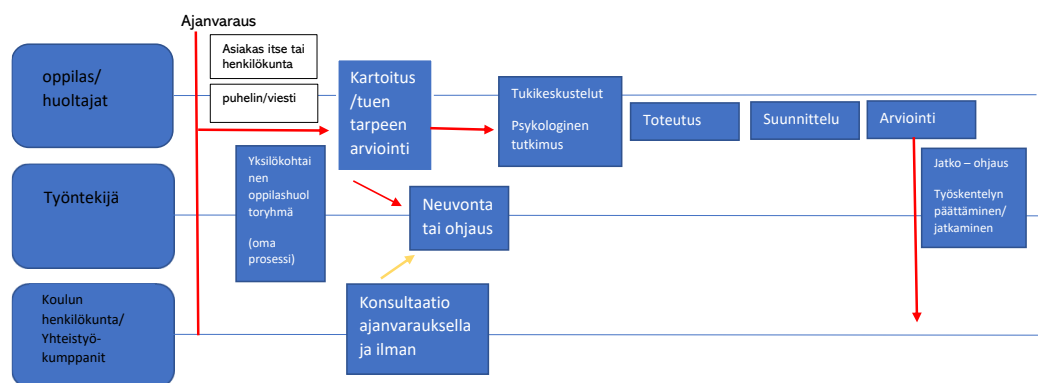 Ajanvaraus
oppilas/
huoltajat
Asiakas itse tai
henkilökunta
puhelin/viesti
Kartoitus
/tuen
tarpeen
arviointi
Tukikeskustelut
Psykologinen
tutkimus
Toteutus
Suunnittelu
Arviointi
Työntekijä
Yksilökohtai
nen
oppilashuol
toryhmä
(oma
prosessi)
Neuvonta
tai ohjaus
Jatko – ohjaus
Työskentelyn
päättäminen/
jatkaminen
Koulun
henkilökunta/
Yhteistyö-
kumppanit
Konsultaatio
ajanvarauksella
ja ilman